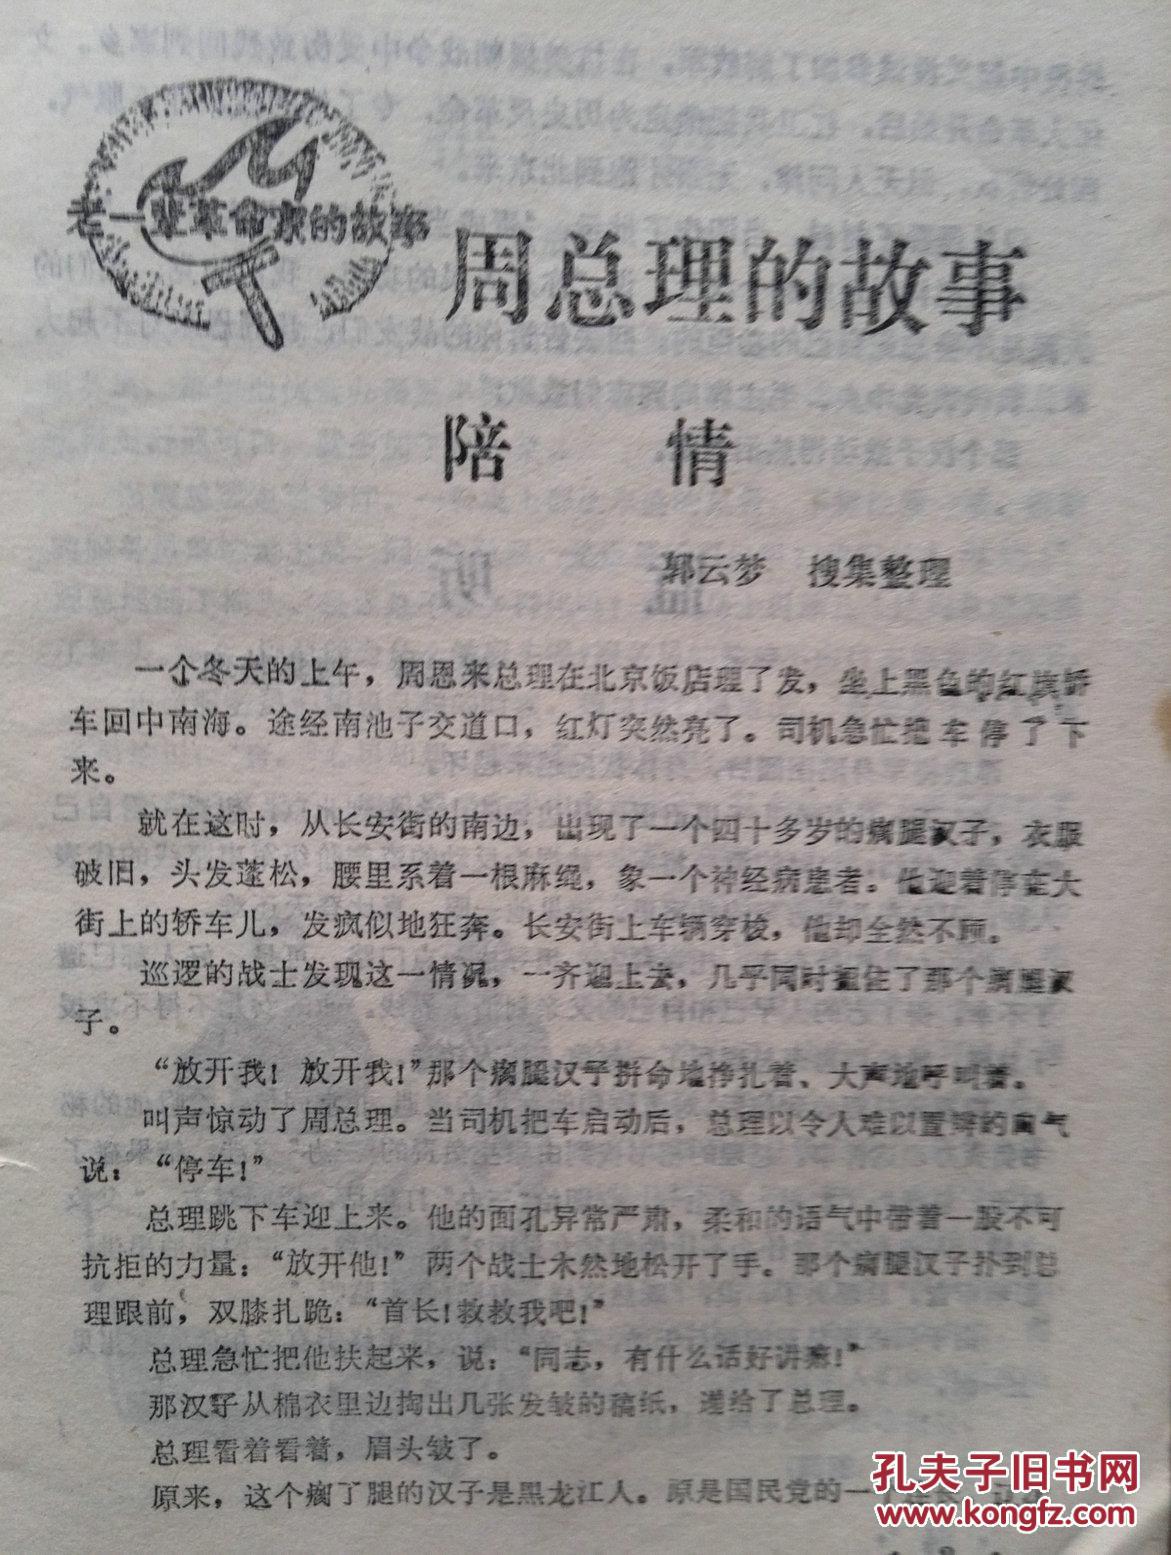 老一辈革命家的故事
周总理的故事
陪 情
郭云梦 搜集整理
一个冬天的上午，周恩来总理在北京饭店理了发，坐上黑色的红旗轿
车回中南海。途经南池子交道口，红灯突然亮了。司机急忙把车停了下
来。
就在这时，从长安街的南边，出现了一个四十多岁的瘸腿汉子，衣服
破旧，头发蓬松，腰里系着一根麻绳，象一个神经病患者。他迎着停在大
街上的轿车儿，发疯似地狂奔。长安街上车辆穿梭，他却全然不顾。
巡逻的战士发现这一情况，一齐迎上去，几乎同时扭住了那个瘸腿汉
子。
“放开我！放开我！”那个瘸腿汉子拼命地挣扎着、大声地呼叫着。
叫声惊动了周总理。当司机把车启动后，总理以令人难以置辩的口气
说：“停车！”
总理跳下车迎上来。他的面孔异常严肃，柔和的语气中带着一股不可
抗拒的力量：“放开他！”两个战士木然地松开了手。那个瘸腿汉子扑到总
理跟前，双膝扎跪：“首长！救救我吧！”
总理急忙把他扶起来，说：“同志，有什么话好讲嘛！”
那汉子从棉衣里边掏出几张发皱的稿纸，递给了总理。
总理看着看着，眉头皱了。
原来，这个瘸了腿的汉子是黑龙江人。原是国民党的一
孔夫子旧书网
www.kongfz.com